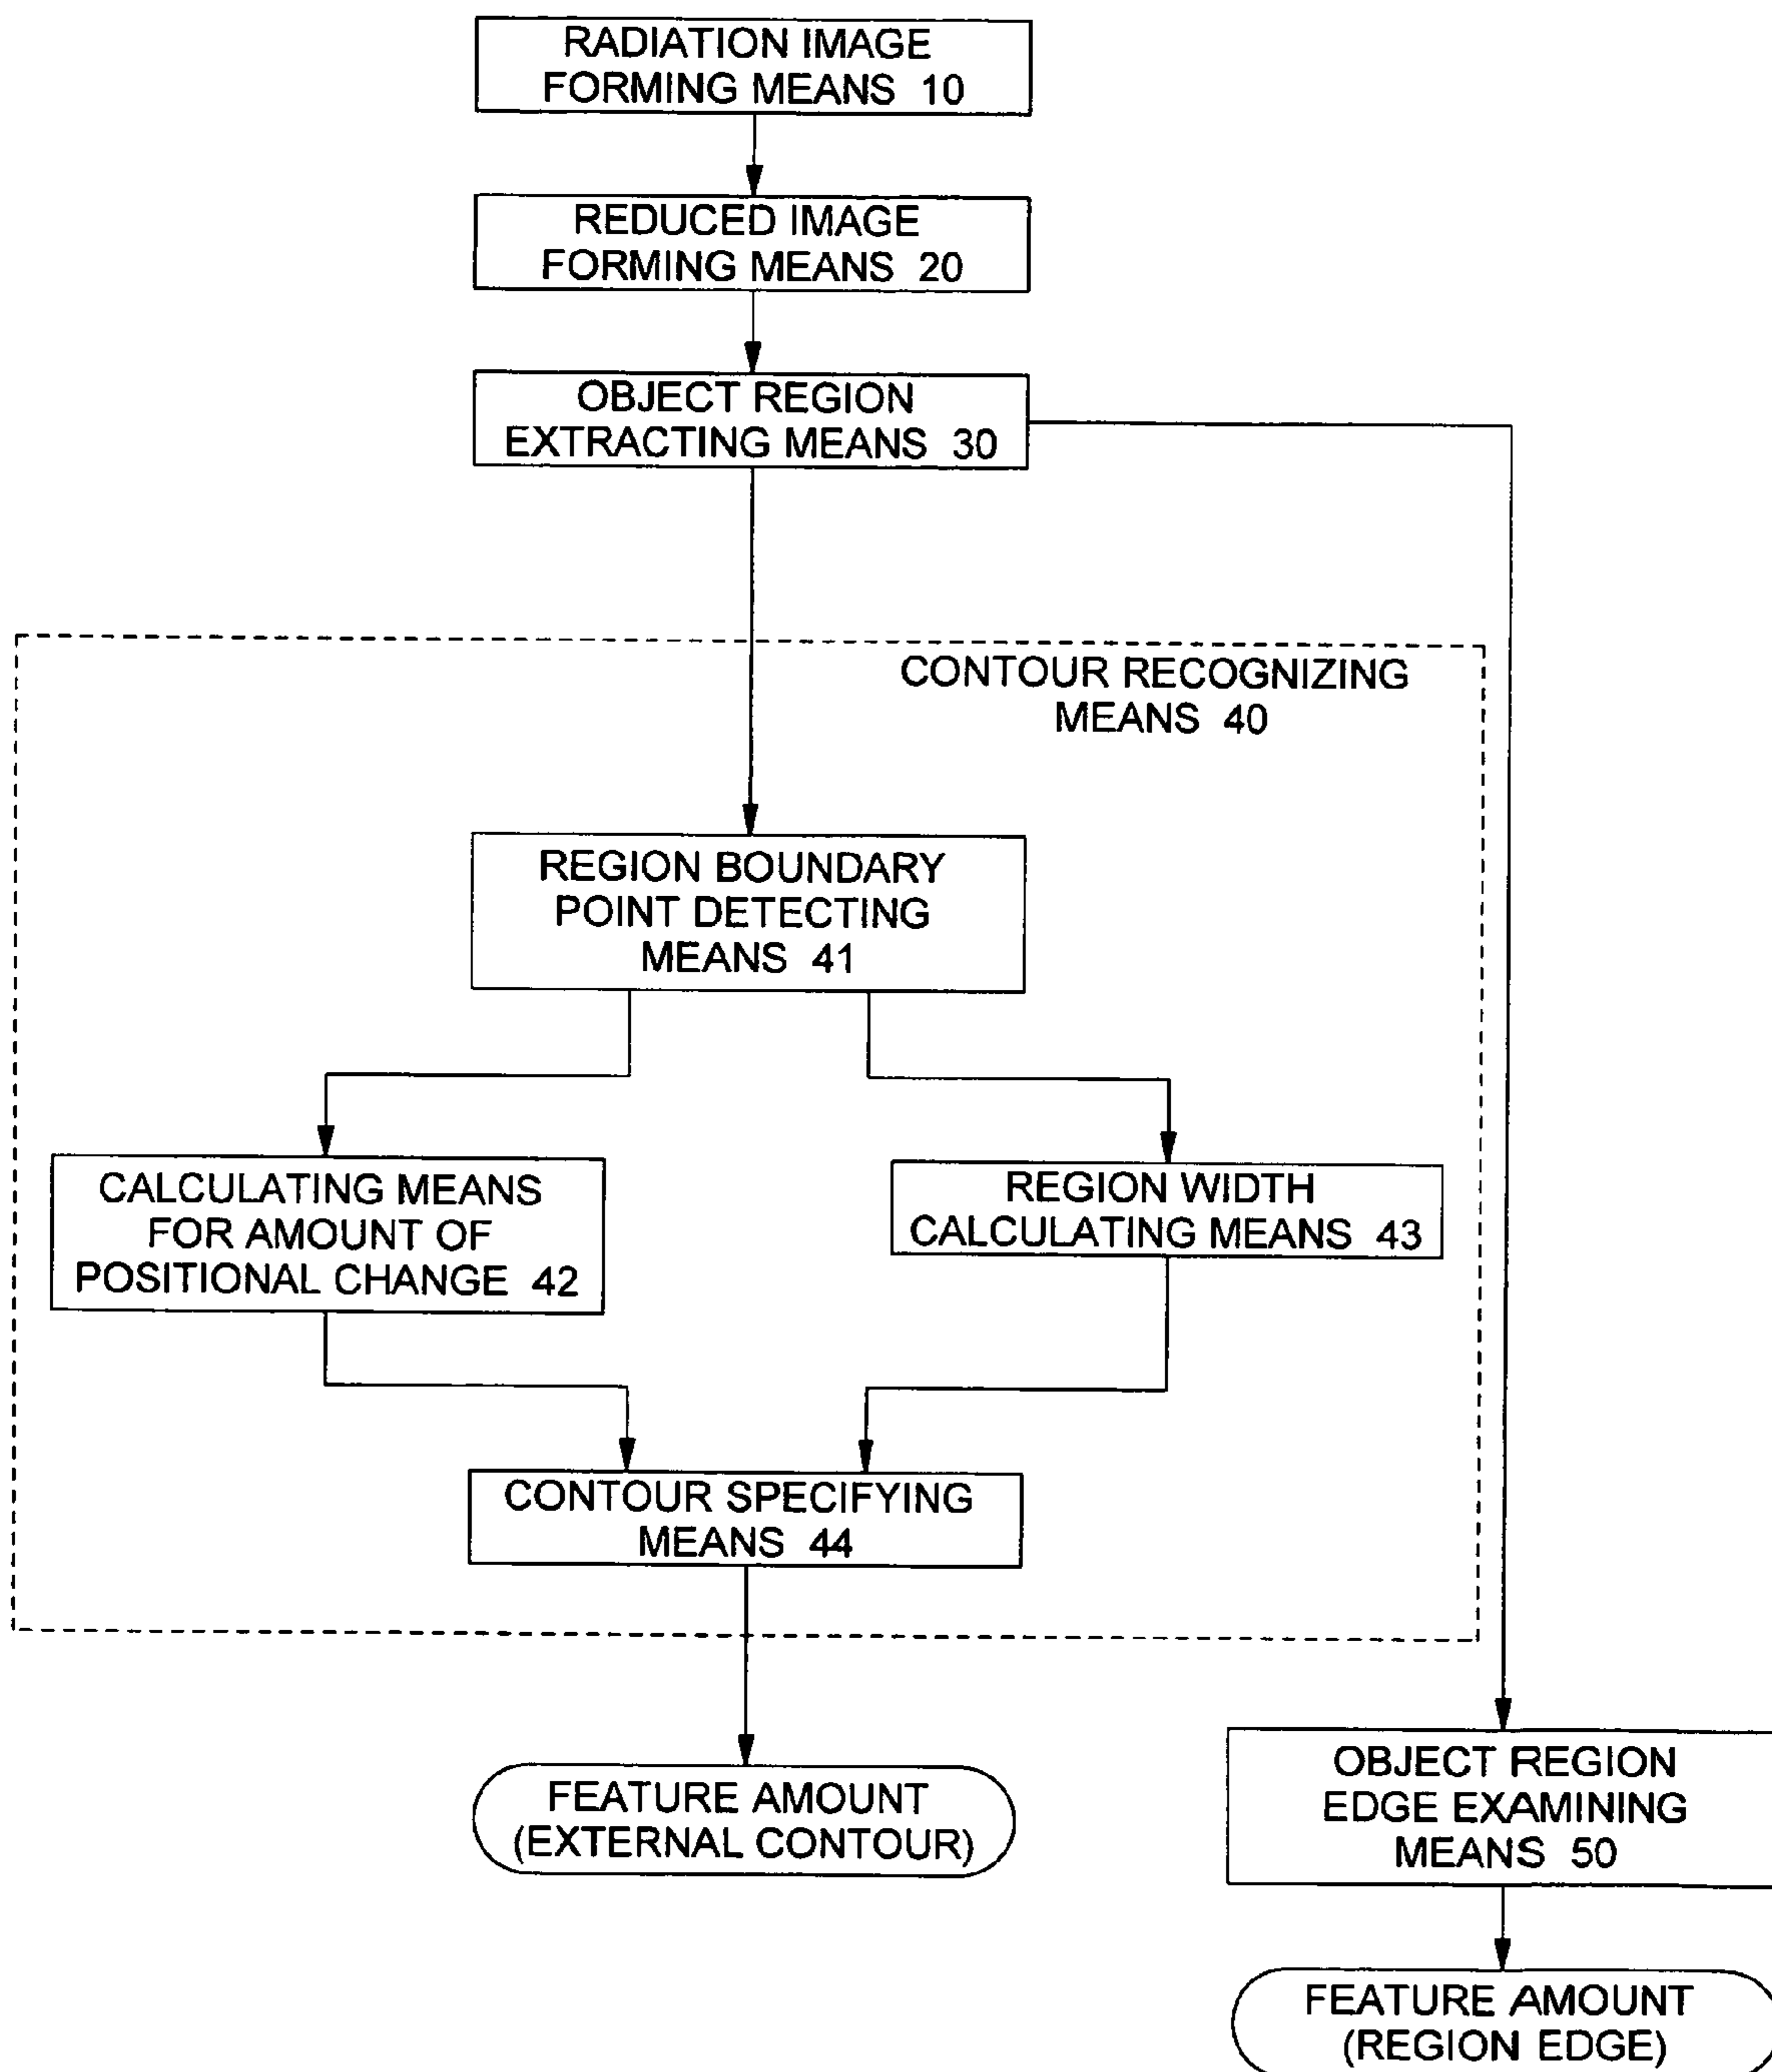 RADIATION IMAGE
FORMING MEANS 10
REDUCED IMAGE
FORMING MEANS 20
OBJECT REGION
EXTRACTING MEANS 30
CONTOUR RECOGNIZING
MEANS 40
REGION BOUNDARY
POINT DETECTING
MEANS 41
CALCULATING MEANS
FOR AMOUNT OF
POSITIONAL CHANGE 42
REGION WIDTH
CALCULATING MEANS 43
CONTOUR SPECIFYING
MEANS 44
FEATURE AMOUNT
(EXTERNAL CONTOUR)
OBJECT REGION
EDGE EXAMINING
MEANS 50
FEATURE AMOUNT
(REGION EDGE)